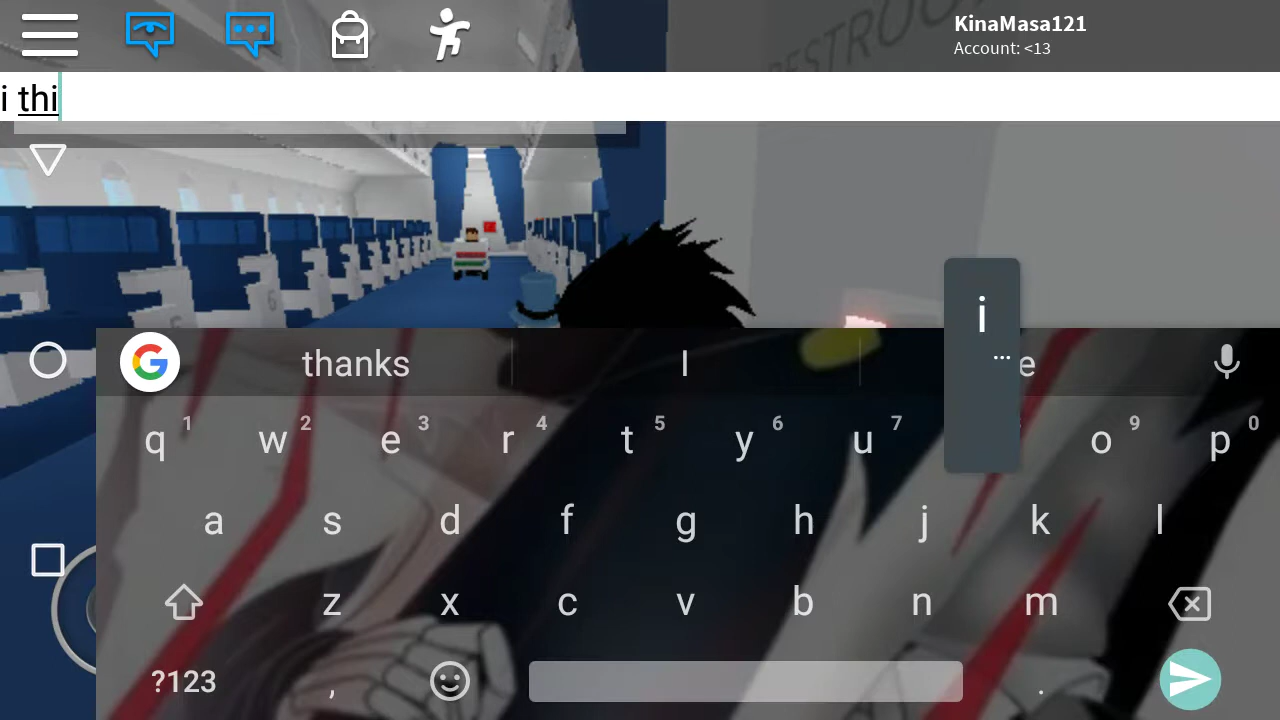 KinaMasa121
Account: <13
i thi
thanks
I
i
...
e
q 1 w 2 e 3 r 4 t 5 y 6 u 7 o 9 p 0
a s d f g h j k l
z x c v b n m
?123 , .